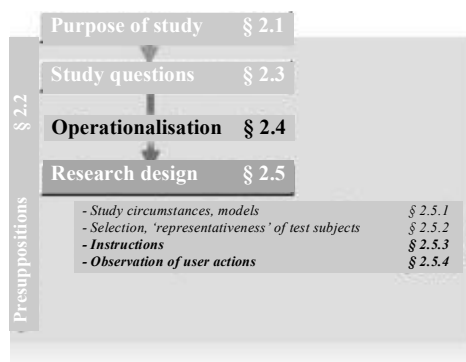 Purpose of study § 2.1
Study questions § 2.3
Operationalisation § 2.4
Research design § 2.5
- Study circumstances, models § 2.5.1
- Selection, ‘representativeness’ of test subjects § 2.5.2
- Instructions § 2.5.3
- Observation of user actions § 2.5.4
Presuppositions § 2.2